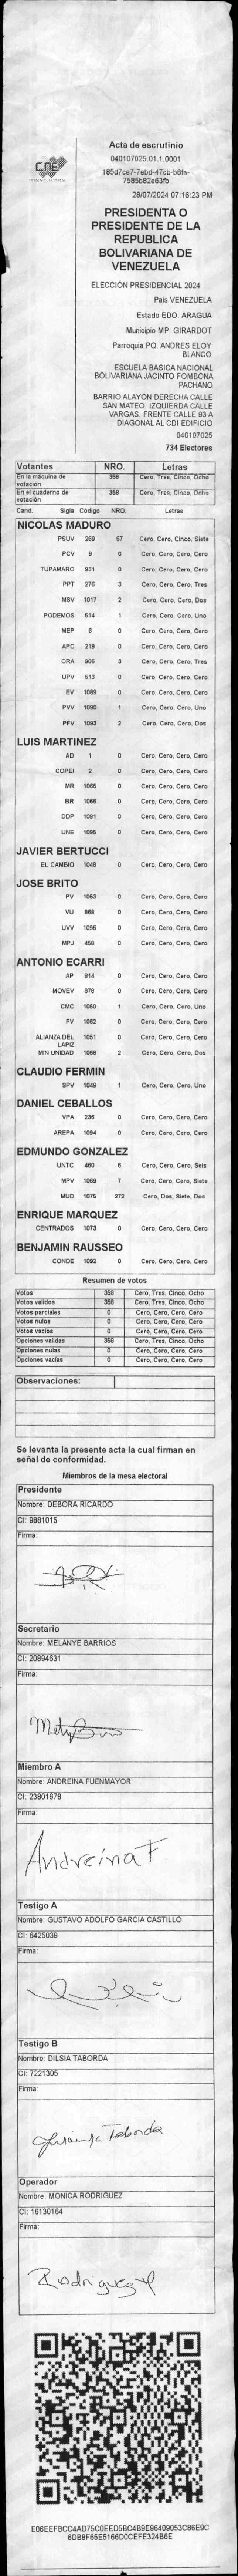 CNE
Acta de escrutinio
040107025.01.1.0001
28/07/2024 07:16:23 PM
PRESIDENTA O
PRESIDENTE DE LA
REPUBLICA
BOLIVARIANA DE
VENEZUELA
ELECCIÓN PRESIDENCIAL 2024
Pais VENEZUELA
Estado EDO. ARAGUA
Municipio MP. GIRARDOT
Parroquia PQ. ANDRES ELOY
BLANCO
ESCUELA BASICA NACIONAL
BOLIVARIANA JACINTO FOMBONA
PACHANO
BARRIO ALAYON DERECHA CALLE
SAN MATEO. IZQUIERDA CALLE
VARGAS. FRENTE CALLE 93 A
DIAGONAL AL CDI EDIFICIO
040107025
734 Electores
Votantes NRO. Letras
En la máquina de votación 358 Cero, Tres, Cinco, Ocho
En el cuaderno de votación 358 Cero, Tres, Cinco, Ocho
Cand. Sigla Código NRO. Letras
NICOLAS MADURO
PSUV 269 57 Cero, Cero, Cinco, Siete
PCV 9 0 Cero, Cero, Cero, Cero
TUPAMARO 931 0 Cero, Cero, Cero, Cero
PPT 276 3 Cero, Cero, Cero, Tres
MSV 1017 2 Cero, Cero, Cero, Dos
PODEMOS 514 1 Cero, Cero, Cero, Uno
MEP 6 0 Cero, Cero, Cero, Cero
APC 219 0 Cero, Cero, Cero, Cero
ORA 906 3 Cero, Cero, Cero, Tres
UPV 613 0 Cero, Cero, Cero, Cero
EV 1089 0 Cero, Cero, Cero, Cero
PVV 1090 1 Cero, Cero, Cero, Uno
PFV 1093 2 Cero, Cero, Cero, Dos
LUIS MARTINEZ
AD 1 0 Cero, Cero, Cero, Cero
COPEI 2 0 Cero, Cero, Cero, Cero
MR 1065 0 Cero, Cero, Cero, Cero
BR 1066 0 Cero, Cero, Cero, Cero
DDP 1091 0 Cero, Cero, Cero, Cero
UNE 1095 0 Cero, Cero, Cero, Cero
JAVIER BERTUCCI
EL CAMBIO 1048 0 Cero, Cero, Cero, Cero
JOSE BRITO
PV 1053 0 Cero, Cero, Cero, Cero
VU 868 0 Cero, Cero, Cero, Cero
UVV 1096 0 Cero, Cero, Cero, Cero
MPJ 458 0 Cero, Cero, Cero, Cero
ANTONIO ECARRI
AP 814 0 Cero, Cero, Cero, Cero
MOVEV 970 0 Cero, Cero, Cero, Cero
CMC 1050 1 Cero, Cero, Cero, Uno
FV 1062 0 Cero, Cero, Cero, Cero
ALIANZA DEL LAPIZ 1051 0 Cero, Cero, Cero, Cero
MIN UNIDAD 1068 2 Cero, Cero, Cero, Dos
CLAUDIO FERMIN
SPV 1049 1 Cero, Cero, Cero, Uno
DANIEL CEBALLOS
VPA 236 0 Cero, Cero, Cero, Cero
AREPA 1094 0 Cero, Cero, Cero, Cero
EDMUNDO GONZALEZ
UNTC 460 6 Cero, Cero, Cero, Seis
MPV 1069 7 Cero, Cero, Cero, Siete
MUD 1075 272 Cero, Dos, Siete, Dos
ENRIQUE MARQUEZ
CENTRADOS 1073 0 Cero, Cero, Cero, Cero
BENJAMIN RAUSSEO
CONDE 1092 0 Cero, Cero, Cero, Cero
Resumen de votos
Votos 358 Cero, Tres, Cinco, Ocho
Votos validos 358 Cero, Tres, Cinco, Ocho
Votos parciales 0 Cero, Cero, Cero, Cero
Votos nulos 0 Cero, Cero, Cero, Cero
Votos vacios 0 Cero, Cero, Cero, Cero
Opciones validas 358 Cero, Tres, Cinco, Ocho
Opciones nulas 0 Cero, Cero, Cero, Cero
Opciones vacias 0 Cero, Cero, Cero, Cero
Observaciones:
Se levanta la presente acta la cual firman en
señal de conformidad.
Miembros de la mesa electoral
Presidente
Nombre: DEBORA RICARDO
CI: 9881015
Firma:
Secretario
Nombre: MELANYE BARRIOS
CI: 20894631
Firma:
Miembro A
Nombre: ANDREINA FUENMAYOR
CI: 23801678
Firma:
Andreina F.
Testigo A
Nombre: GUSTAVO ADOLFO GARCIA CASTILLO
CI: 6425039
Firma:
Testigo B
Nombre: DILSIA TABORDA
CI: 7221305
Firma:
Taborda
Operador
Nombre: MONICA RODRIGUEZ
CI: 16130164
Firma:
Rodriguez
E06EEFBCC4AD75C0EED5BC4B9E96409053C86E9C
6DB8F65E5166D0CEFE324B6E